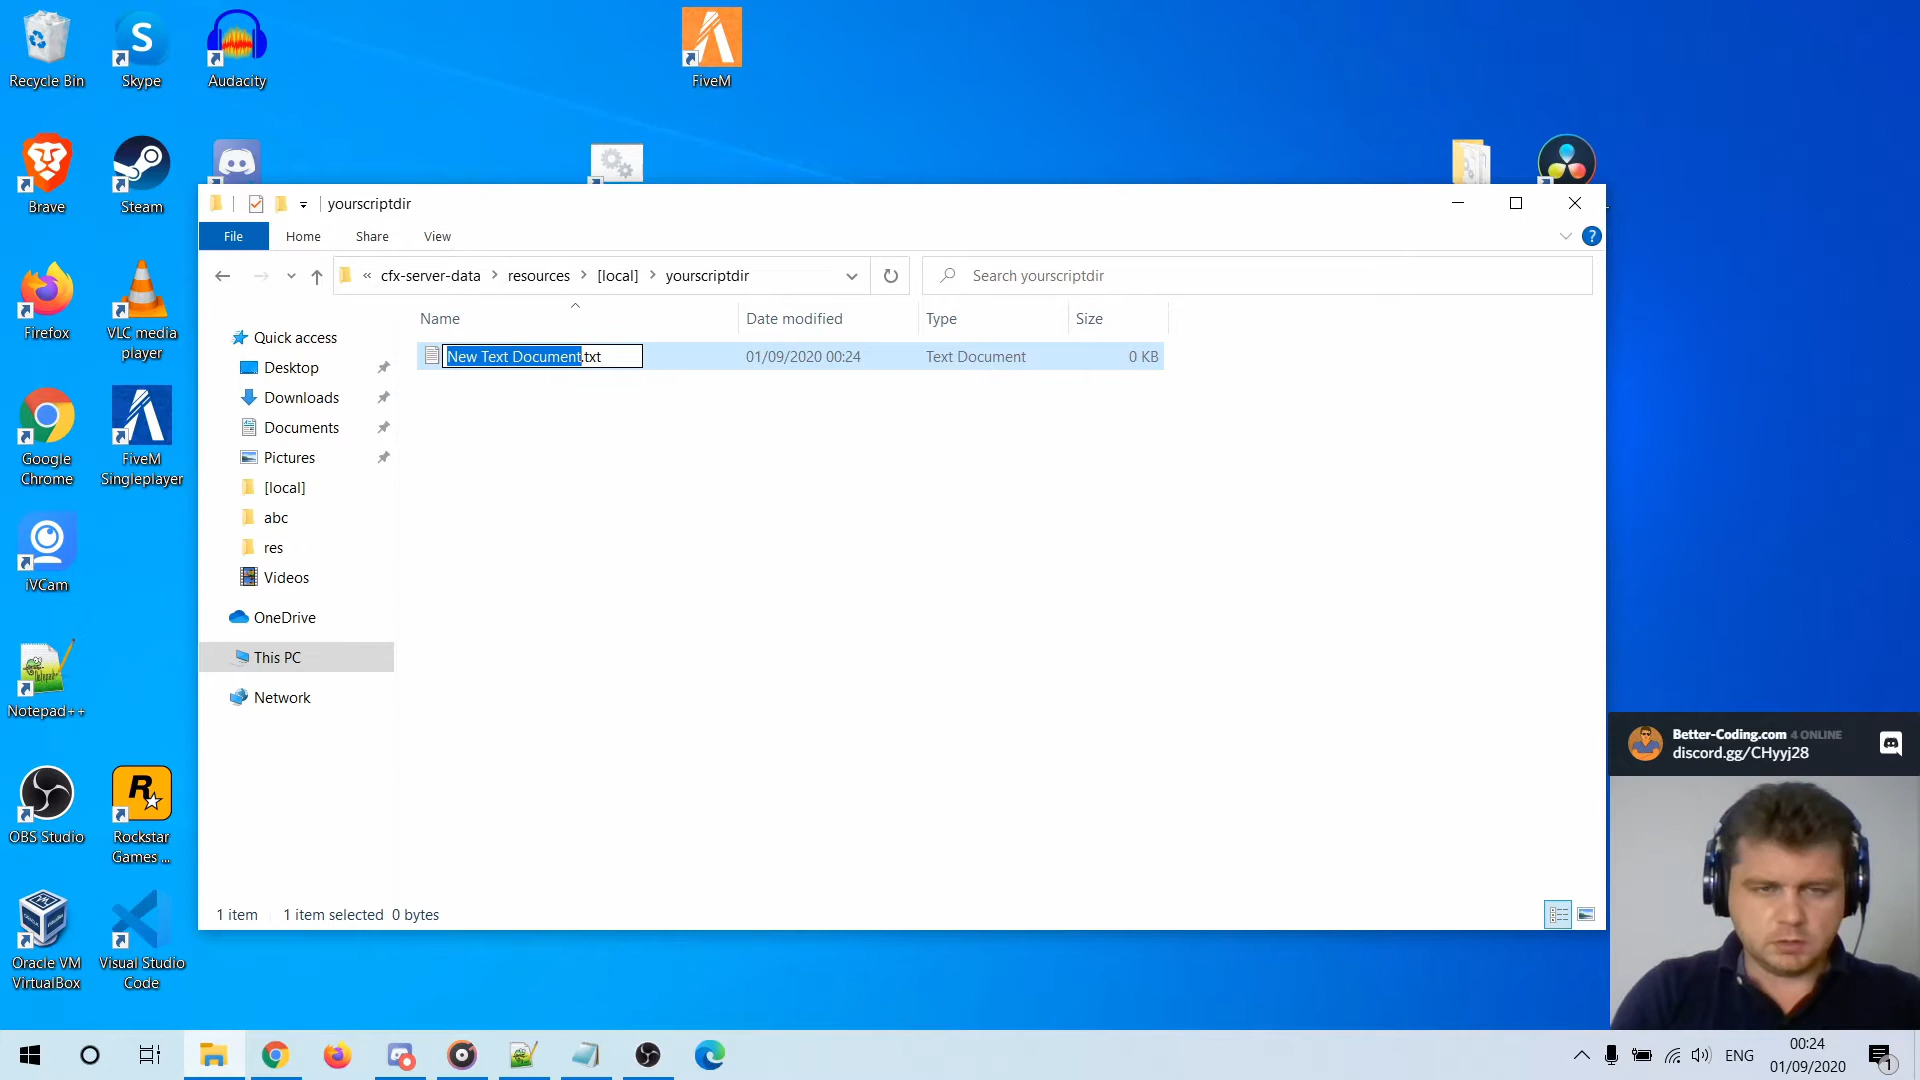 Recycle Bin
Skype
Audacity
FiveM
Brave
Steam
Firefox
VLC media
player
Google
Chrome
FiveM
Singleplayer
iVCam
Notepad++
OBS Studio
Rockstar
Games ...
Oracle VM
VirtualBox
Visual Studio
Code
yourscriptdir
File
Home
Share
View
« cfx-server-data > resources > [local] > yourscriptdir
Search yourscriptdir
Name
Date modified
Type
Size
New Text Document.txt
01/09/2020 00:24
Text Document
0 KB
Quick access
Desktop
Downloads
Documents
Pictures
[local]
abc
res
Videos
OneDrive
This PC
Network
1 item
1 item selected 0 bytes
Better-Coding.com 4 ONLINE
discord.gg/CHyyj28
ENG
00:24
01/09/2020
1